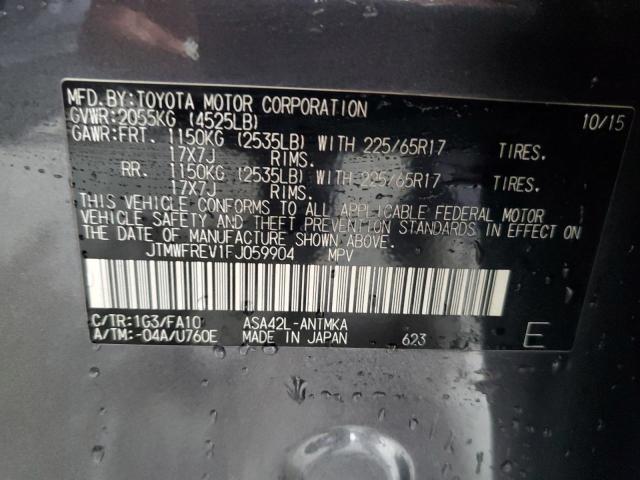 MFD.BY:TOYOTA MOTOR CORPORATION 10/15
GVWR:2055KG (4525LB)
GAWR:FRT. 1150KG (2535LB) WITH 225/65R17 TIRES.
17X7J RIMS.
RR. 1150KG (2535LB) WITH 225/65R17 TIRES.
17X7J RIMS.
THIS VEHICLE CONFORMS TO ALL APPLICABLE FEDERAL MOTOR
VEHICLE SAFETY AND THEFT PREVENTION STANDARDS IN EFFECT ON
THE DATE OF MANUFACTURE SHOWN ABOVE.
JTMWFREV1FJ059904 MPV
C/TR:1G3/FA10 ASA42L-ANTMKA
A/TM:-04A/U760E MADE IN JAPAN 623 E